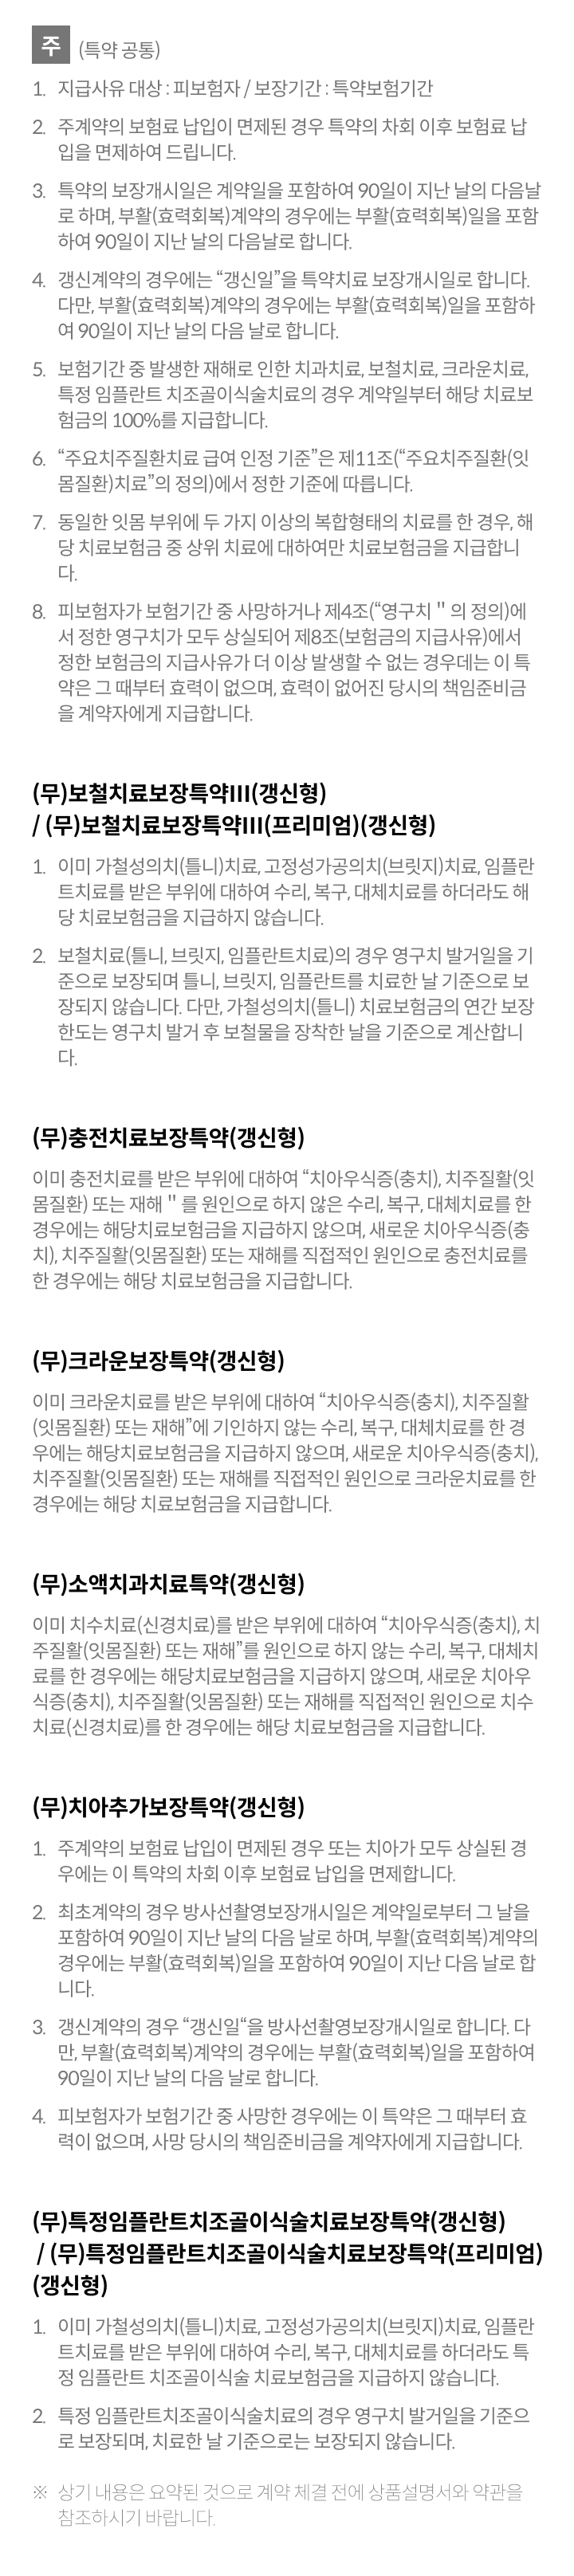 주 (특약 공통)
1. 지급사유 대상 : 피보험자 / 보장기간 : 특약보험기간
2. 주계약의 보험료 납입이 면제된 경우 특약의 차회 이후 보험료 납
입을 면제하여 드립니다.
3. 특약의 보장개시일은 계약일을 포함하여 90일이 지난 날의 다음날
로 하며, 부활(효력회복)계약의 경우에는 부활(효력회복)일을 포함
하여 90일이 지난 날의 다음날로 합니다.
4. 갱신계약의 경우에는 “갱신일”을 특약치료 보장개시일로 합니다.
다만, 부활(효력회복)계약의 경우에는 부활(효력회복)일을 포함하
여 90일이 지난 날의 다음 날로 합니다.
5. 보험기간 중 발생한 재해로 인한 치과치료, 보철치료, 크라운치료,
특정 임플란트 치조골이식술치료의 경우 계약일부터 해당 치료보
험금의 100%를 지급합니다.
6. “주요치주질환치료 급여 인정 기준”은 제11조(“주요치주질환(잇
몸질환)치료”의 정의)에서 정한 기준에 따릅니다.
7. 동일한 잇몸 부위에 두 가지 이상의 복합형태의 치료를 한 경우, 해
당 치료보험금 중 상위 치료에 대하여만 치료보험금을 지급합니
다.
8. 피보험자가 보험기간 중 사망하거나 제4조(“영구치 " 의 정의)에
서 정한 영구치가 모두 상실되어 제8조(보험금의 지급사유)에서
정한 보험금의 지급사유가 더 이상 발생할 수 없는 경우데는 이 특
약은 그 때부터 효력이 없으며, 효력이 없어진 당시의 책임준비금
을 계약자에게 지급합니다.
(무)보철치료보장특약III(갱신형)
/ (무)보철치료보장특약III(프리미엄)(갱신형)
1. 이미 가철성의치(틀니)치료, 고정성가공의치(브릿지)치료, 임플란
트치료를 받은 부위에 대하여 수리, 복구, 대체치료를 하더라도 해
당 치료보험금을 지급하지 않습니다.
2. 보철치료(틀니, 브릿지, 임플란트치료)의 경우 영구치 발거일을 기
준으로 보장되며 틀니, 브릿지, 임플란트를 치료한 날 기준으로 보
장되지 않습니다. 다만, 가철성의치(틀니) 치료보험금의 연간 보장
한도는 영구치 발거 후 보철물을 장착한 날을 기준으로 계산합니
다.
(무)충전치료보장특약(갱신형)
이미 충전치료를 받은 부위에 대하여 “치아우식증(충치), 치주질활(잇
몸질환) 또는 재해 " 를 원인으로 하지 않은 수리, 복구, 대체치료를 한
경우에는 해당치료보험금을 지급하지 않으며, 새로운 치아우식증(충
치), 치주질활(잇몸질환) 또는 재해를 직접적인 원인으로 충전치료를
한 경우에는 해당 치료보험금을 지급합니다.
(무)크라운보장특약(갱신형)
이미 크라운치료를 받은 부위에 대하여 “치아우식증(충치), 치주질활
(잇몸질환) 또는 재해”에 기인하지 않는 수리, 복구, 대체치료를 한 경
우에는 해당치료보험금을 지급하지 않으며, 새로운 치아우식증(충치),
치주질활(잇몸질환) 또는 재해를 직접적인 원인으로 크라운치료를 한
경우에는 해당 치료보험금을 지급합니다.
(무)소액치과치료특약(갱신형)
이미 치수치료(신경치료)를 받은 부위에 대하여 “치아우식증(충치), 치
주질활(잇몸질환) 또는 재해”를 원인으로 하지 않는 수리, 복구, 대체치
료를 한 경우에는 해당치료보험금을 지급하지 않으며, 새로운 치아우
식증(충치), 치주질활(잇몸질환) 또는 재해를 직접적인 원인으로 치수
치료(신경치료)를 한 경우에는 해당 치료보험금을 지급합니다.
(무)치아추가보장특약(갱신형)
1. 주계약의 보험료 납입이 면제된 경우 또는 치아가 모두 상실된 경
우에는 이 특약의 차회 이후 보험료 납입을 면제합니다.
2. 최초계약의 경우 방사선촬영보장개시일은 계약일로부터 그 날을
포함하여 90일이 지난 날의 다음 날로 하며, 부활(효력회복)계약의
경우에는 부활(효력회복)일을 포함하여 90일이 지난 다음 날로 합
니다.
3. 갱신계약의 경우 “갱신일“을 방사선촬영보장개시일로 합니다. 다
만, 부활(효력회복)계약의 경우에는 부활(효력회복)일을 포함하여
90일이 지난 날의 다음 날로 합니다.
4. 피보험자가 보험기간 중 사망한 경우에는 이 특약은 그 때부터 효
력이 없으며, 사망 당시의 책임준비금을 계약자에게 지급합니다.
(무)특정임플란트치조골이식술치료보장특약(갱신형)
/ (무)특정임플란트치조골이식술치료보장특약(프리미엄)
(갱신형)
1. 이미 가철성의치(틀니)치료, 고정성가공의치(브릿지)치료, 임플란
트치료를 받은 부위에 대하여 수리, 복구, 대체치료를 하더라도 특
정 임플란트 치조골이식술 치료보험금을 지급하지 않습니다.
2. 특정 임플란트치조골이식술치료의 경우 영구치 발거일을 기준으
로 보장되며, 치료한 날 기준으로는 보장되지 않습니다.
※ 상기 내용은 요약된 것으로 계약 체결 전에 상품설명서와 약관을
참조하시기 바랍니다.